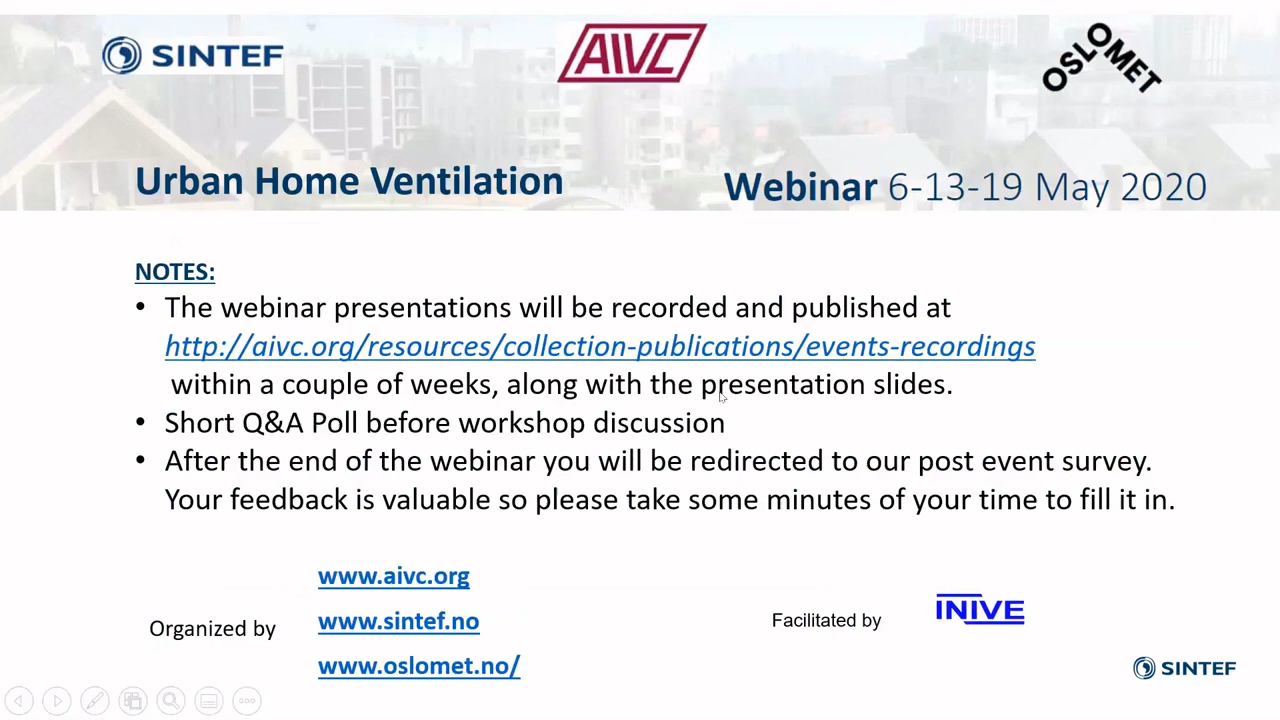 SINTEF
AIVC
OSLOMET
Urban Home Ventilation
Webinar 6-13-19 May 2020
NOTES:
• The webinar presentations will be recorded and published at
http://aivc.org/resources/collection-publications/events-recordings
within a couple of weeks, along with the presentation slides.
• Short Q&A Poll before workshop discussion
• After the end of the webinar you will be redirected to our post event survey.
Your feedback is valuable so please take some minutes of your time to fill it in.
Organized by
www.aivc.org
www.sintef.no
www.oslomet.no/
Facilitated by
INIVE
SINTEF